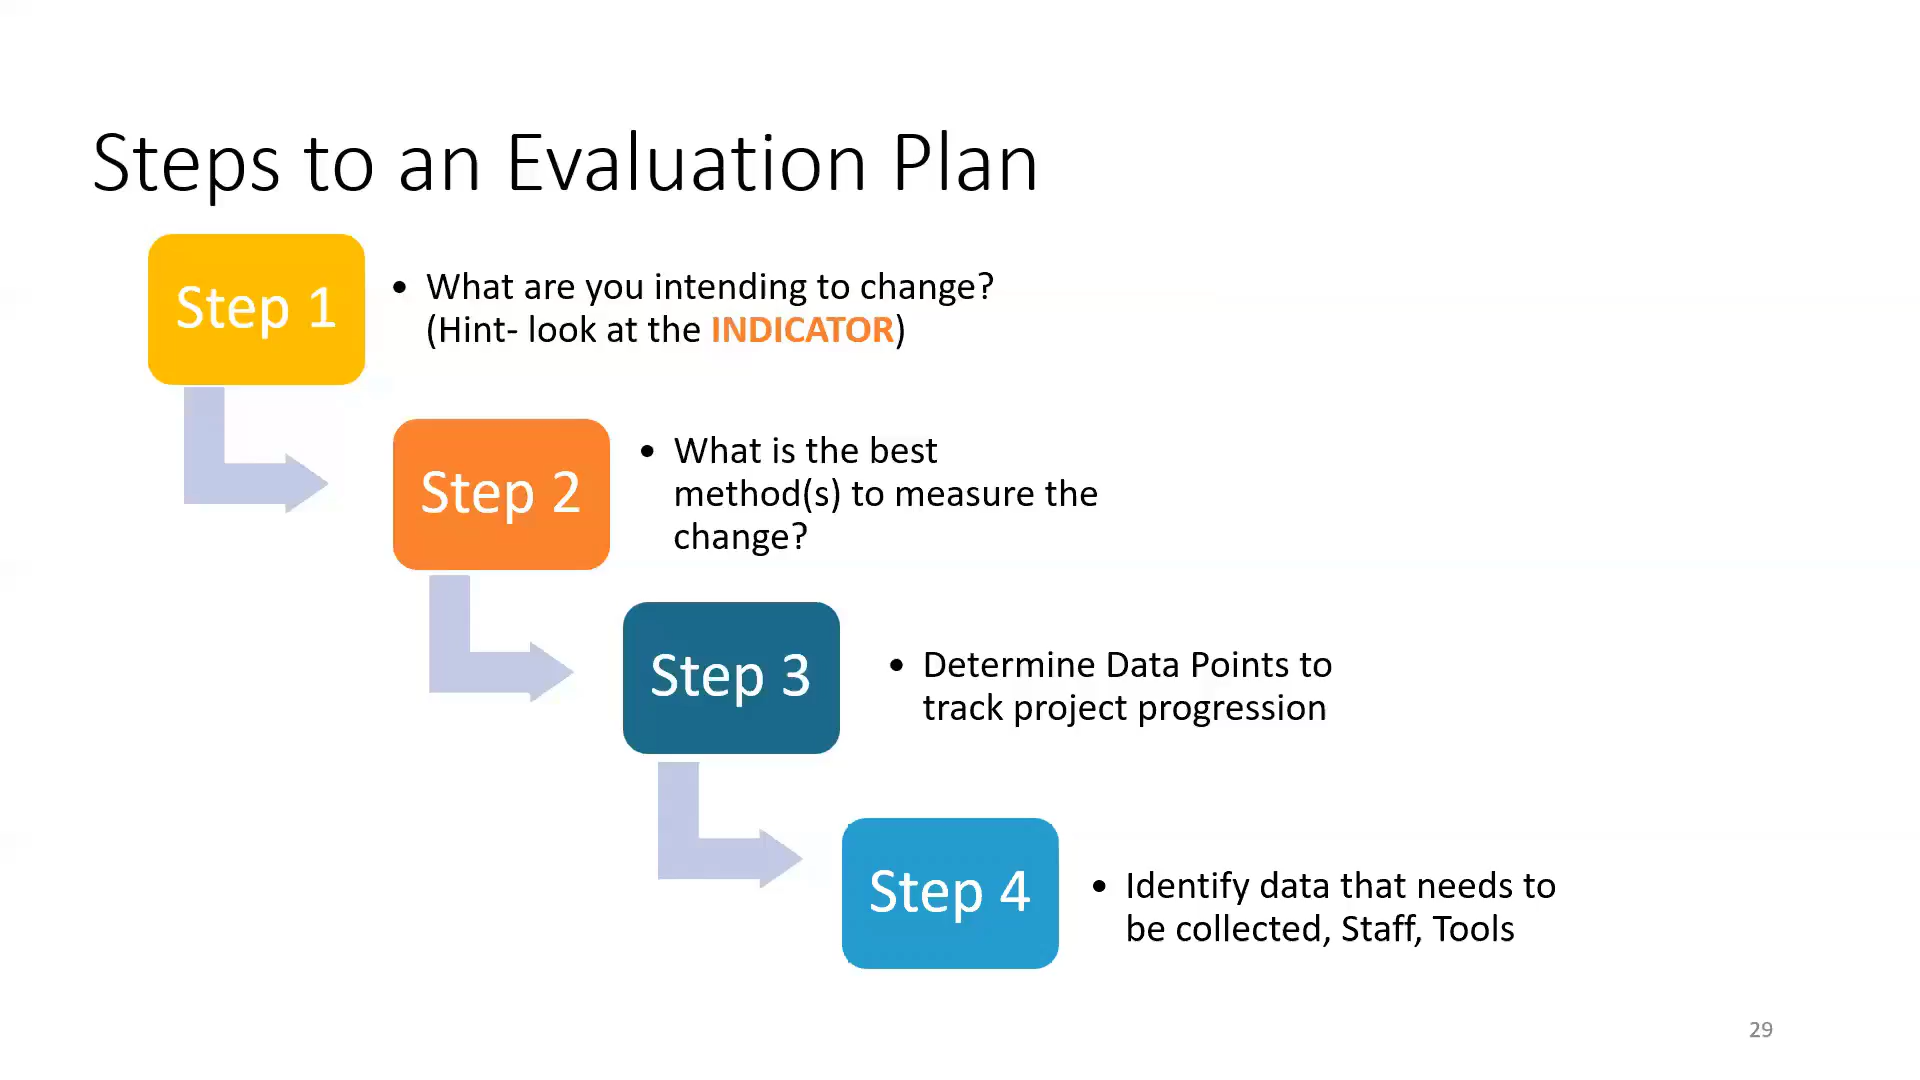 Steps to an Evaluation Plan
Step 1
• What are you intending to change?
(Hint- look at the INDICATOR)
Step 2
• What is the best
method(s) to measure the
change?
Step 3
• Determine Data Points to
track project progression
Step 4
• Identify data that needs to
be collected, Staff, Tools
29